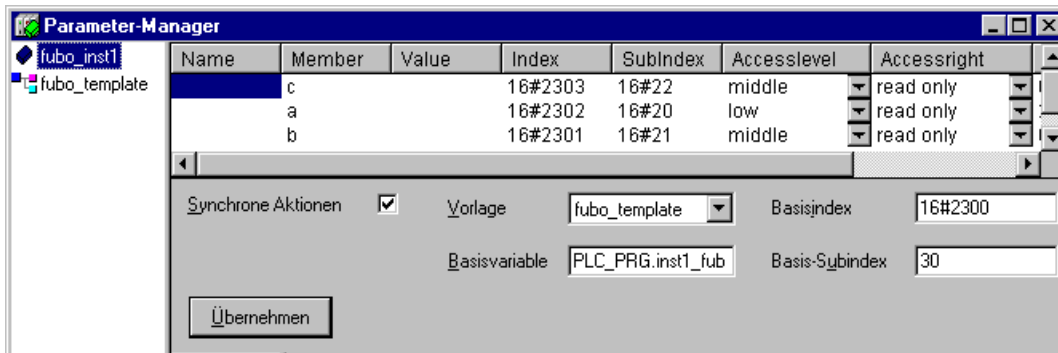 Parameter-Manager
fubo_inst1
fubo_template
Name Member Value Index SubIndex Accesslevel Accessright
c 16#2303 16#22 middle read only
a 16#2302 16#20 low read only
b 16#2301 16#21 middle read only
Synchrone Aktionen Vorlage fubo_template Basisindex 16#2300
Basisvariable PLC_PRG.inst1_fub Basis-Subindex 30
Übernehmen